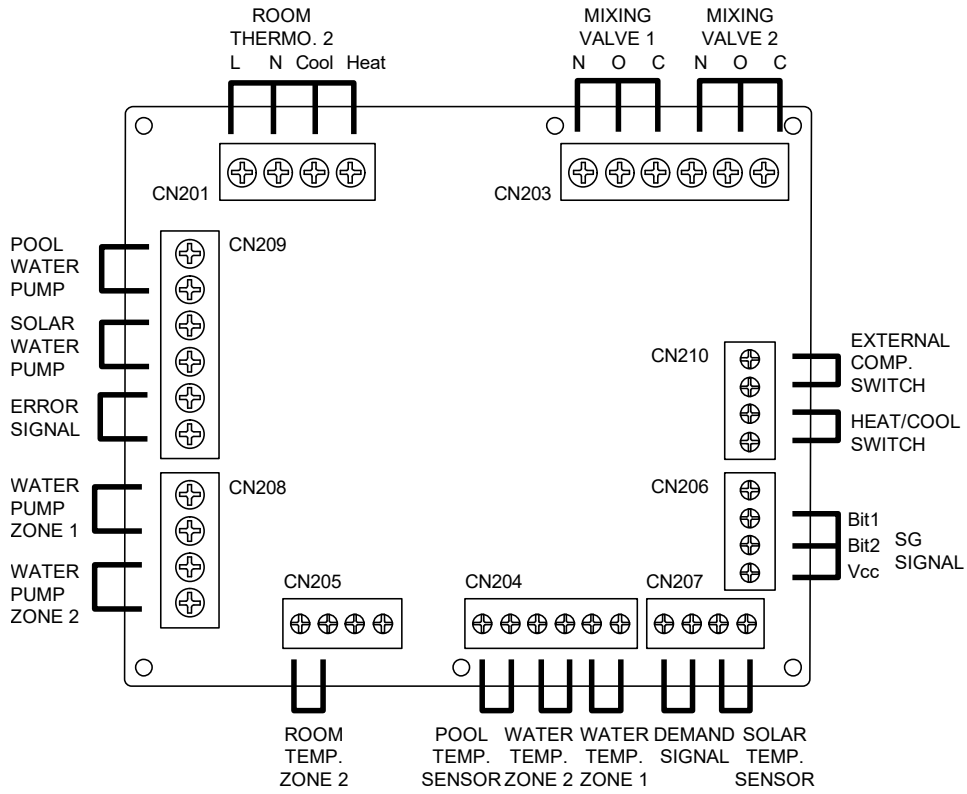 ROOM
THERMO. 2
L N Cool Heat
MIXING
VALVE 1
N O C
MIXING
VALVE 2
N O C
CN201
CN203
POOL
WATER
PUMP
SOLAR
WATER
PUMP
ERROR
SIGNAL
CN209
CN210
EXTERNAL
COMP.
SWITCH
HEAT/COOL
SWITCH
WATER
PUMP
ZONE 1
WATER
PUMP
ZONE 2
CN208
CN206
Bit1
Bit2
Vcc
SG
SIGNAL
CN205
CN204
CN207
ROOM
TEMP.
ZONE 2
POOL
TEMP.
SENSOR
WATER
TEMP.
ZONE 2
WATER
TEMP.
ZONE 1
DEMAND
SIGNAL
SOLAR
TEMP.
SENSOR